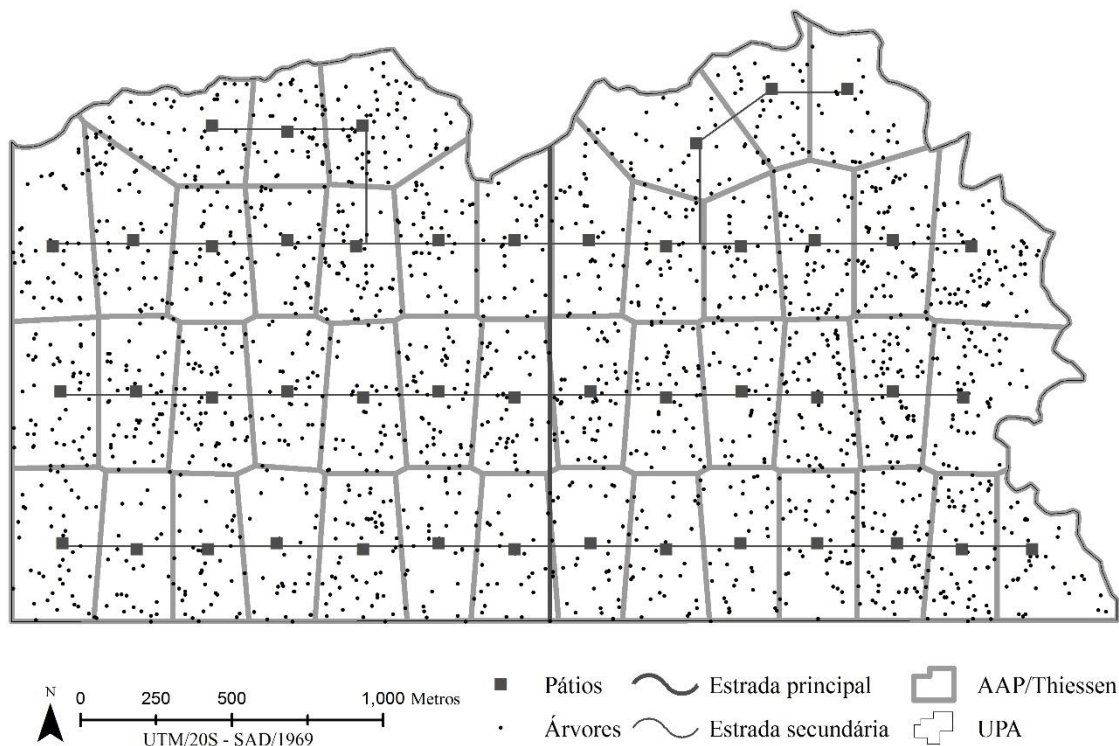 N
0 250 500 1,000 Metros
UTM/20S - SAD/1969
Pátios
Estrada principal
AAP/Thiessen
Árvores
Estrada secundária
UPA